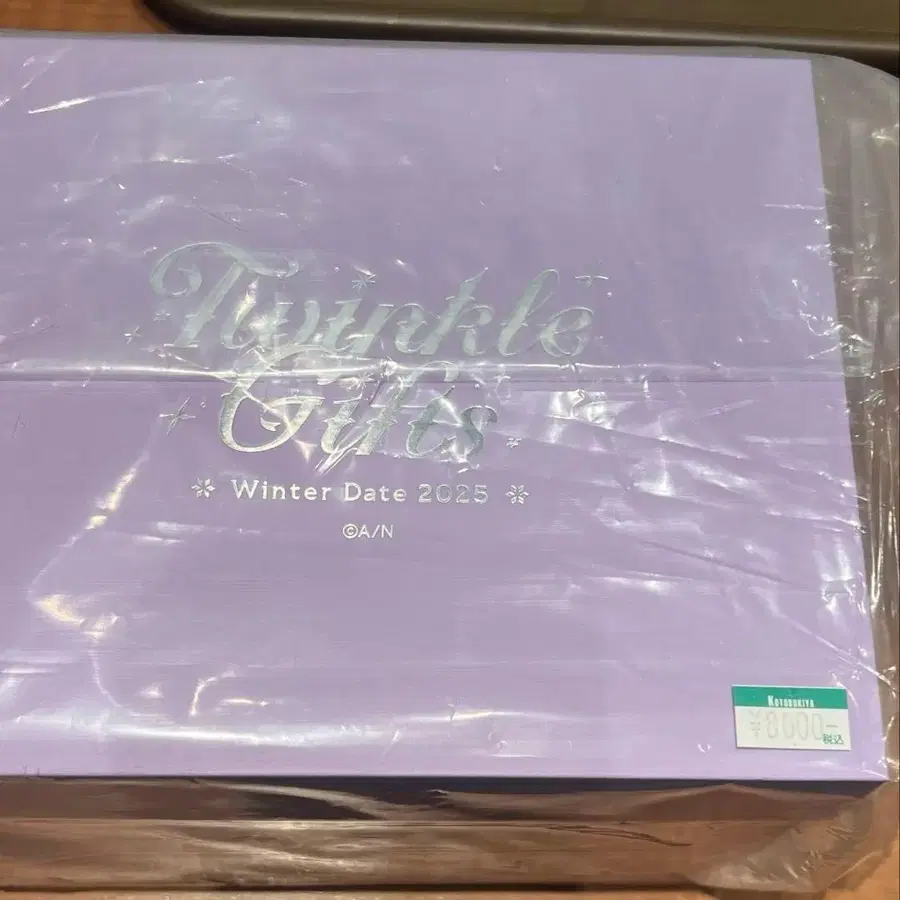 Twinkle
Gifts
Winter Date 2025
©A/N
KOTOBUKIYA
¥8000-
税込